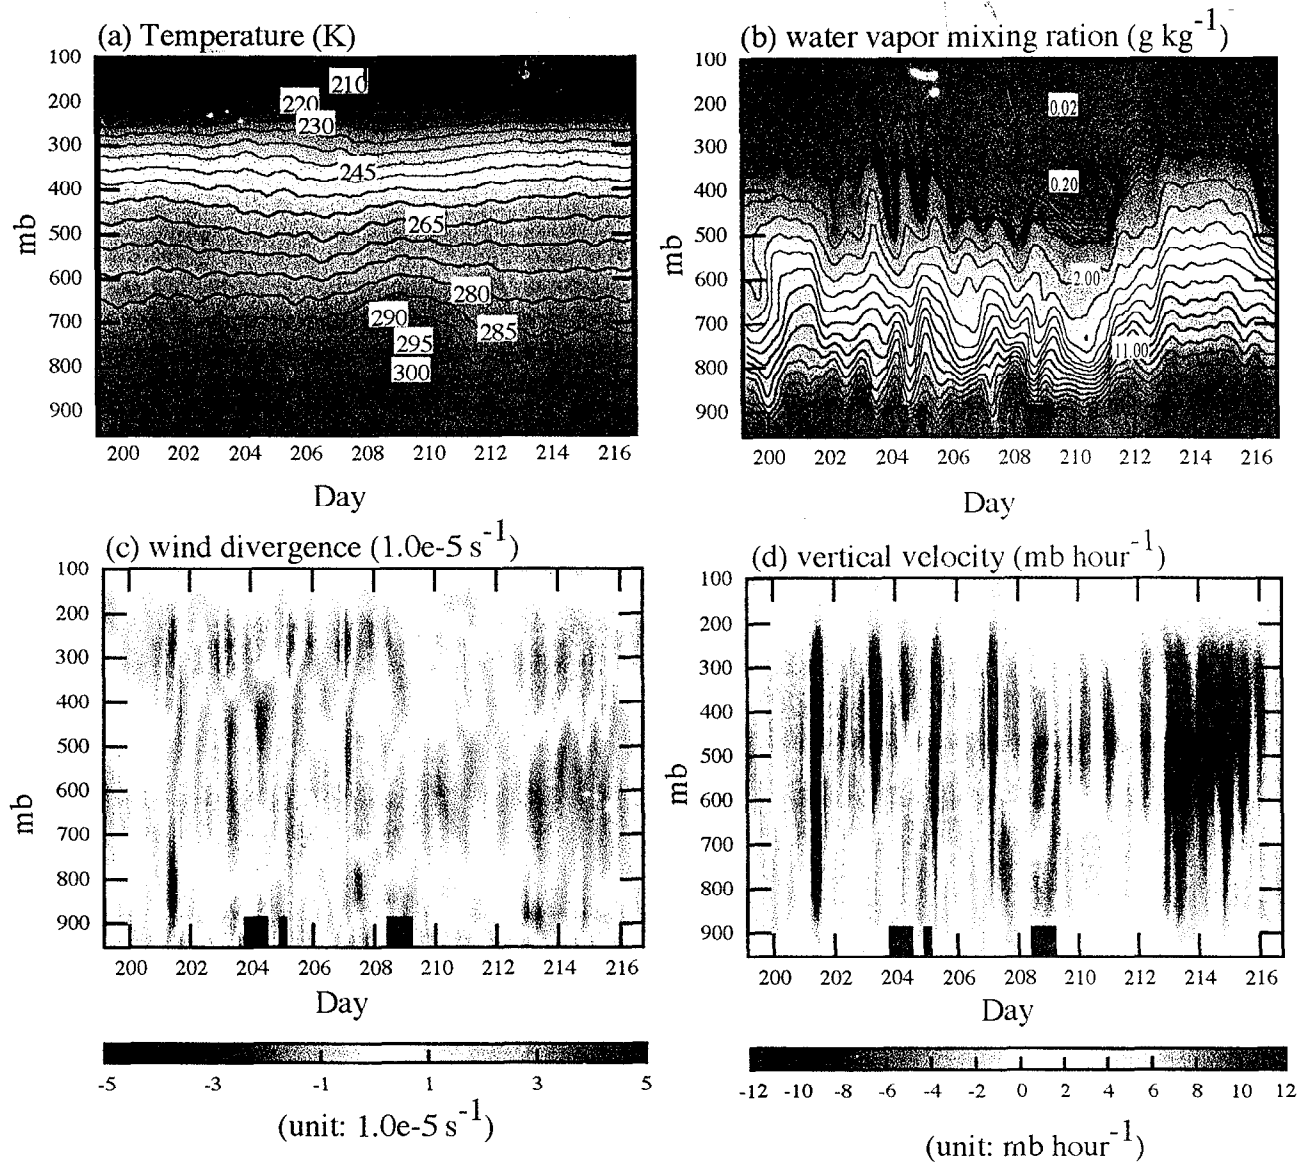 (a) Temperature (K)
100
200
300
400
500
600
700
800
900
mb
210
220
230
245
265
280
290
285
295
300
200 202 204 206 208 210 212 214 216
Day
(b) water vapor mixing ration (g kg-1)
100
200
300
400
500
600
700
800
900
mb
0.02
0.20
2.00
11.00
200 202 204 206 208 210 212 214 216
Day
(c) wind divergence (1.0e-5 s-1)
100
200
300
400
500
600
700
800
900
mb
200 202 204 206 208 210 212 214 216
Day
-5 -3 -1 1 3 5
(unit: 1.0e-5 s-1)
(d) vertical velocity (mb hour-1)
100
200
300
400
500
600
700
800
900
mb
200 202 204 206 208 210 212 214 216
Day
-12 -10 -8 -6 -4 -2 0 2 4 6 8 10 12
(unit: mb hour-1)